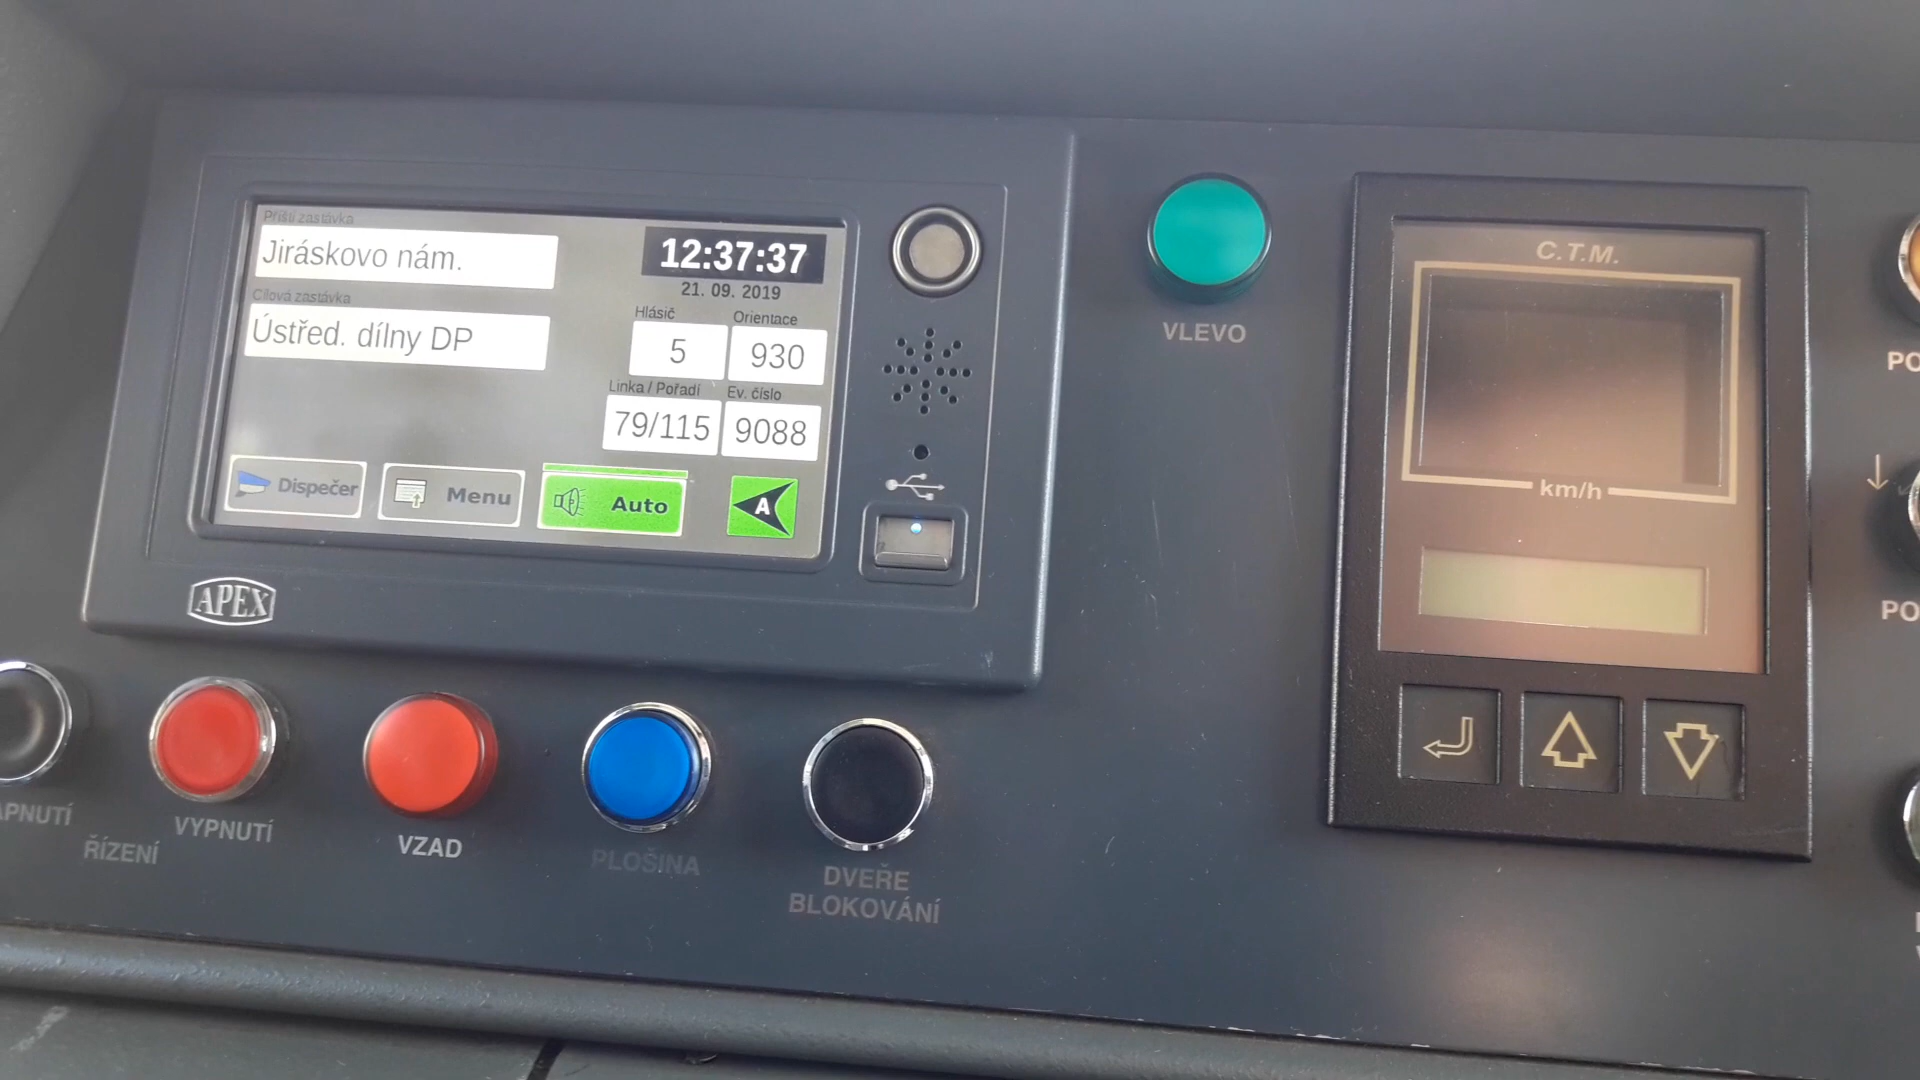 Příští zastávka
Jiráskovo nám.
12:37:37
21. 09. 2019
Cílová zastávka
Ústřed. dílny DP
Hlásič
Orientace
5
930
Linka / Pořadí
Ev. číslo
79/115
9088
Dispečer
Menu
Auto
A
APEX
VLEVO
C.T.M.
km/h
VYPNUTÍ
ŘÍZENÍ
VZAD
PLOŠINA
DVEŘE
BLOKOVÁNÍ